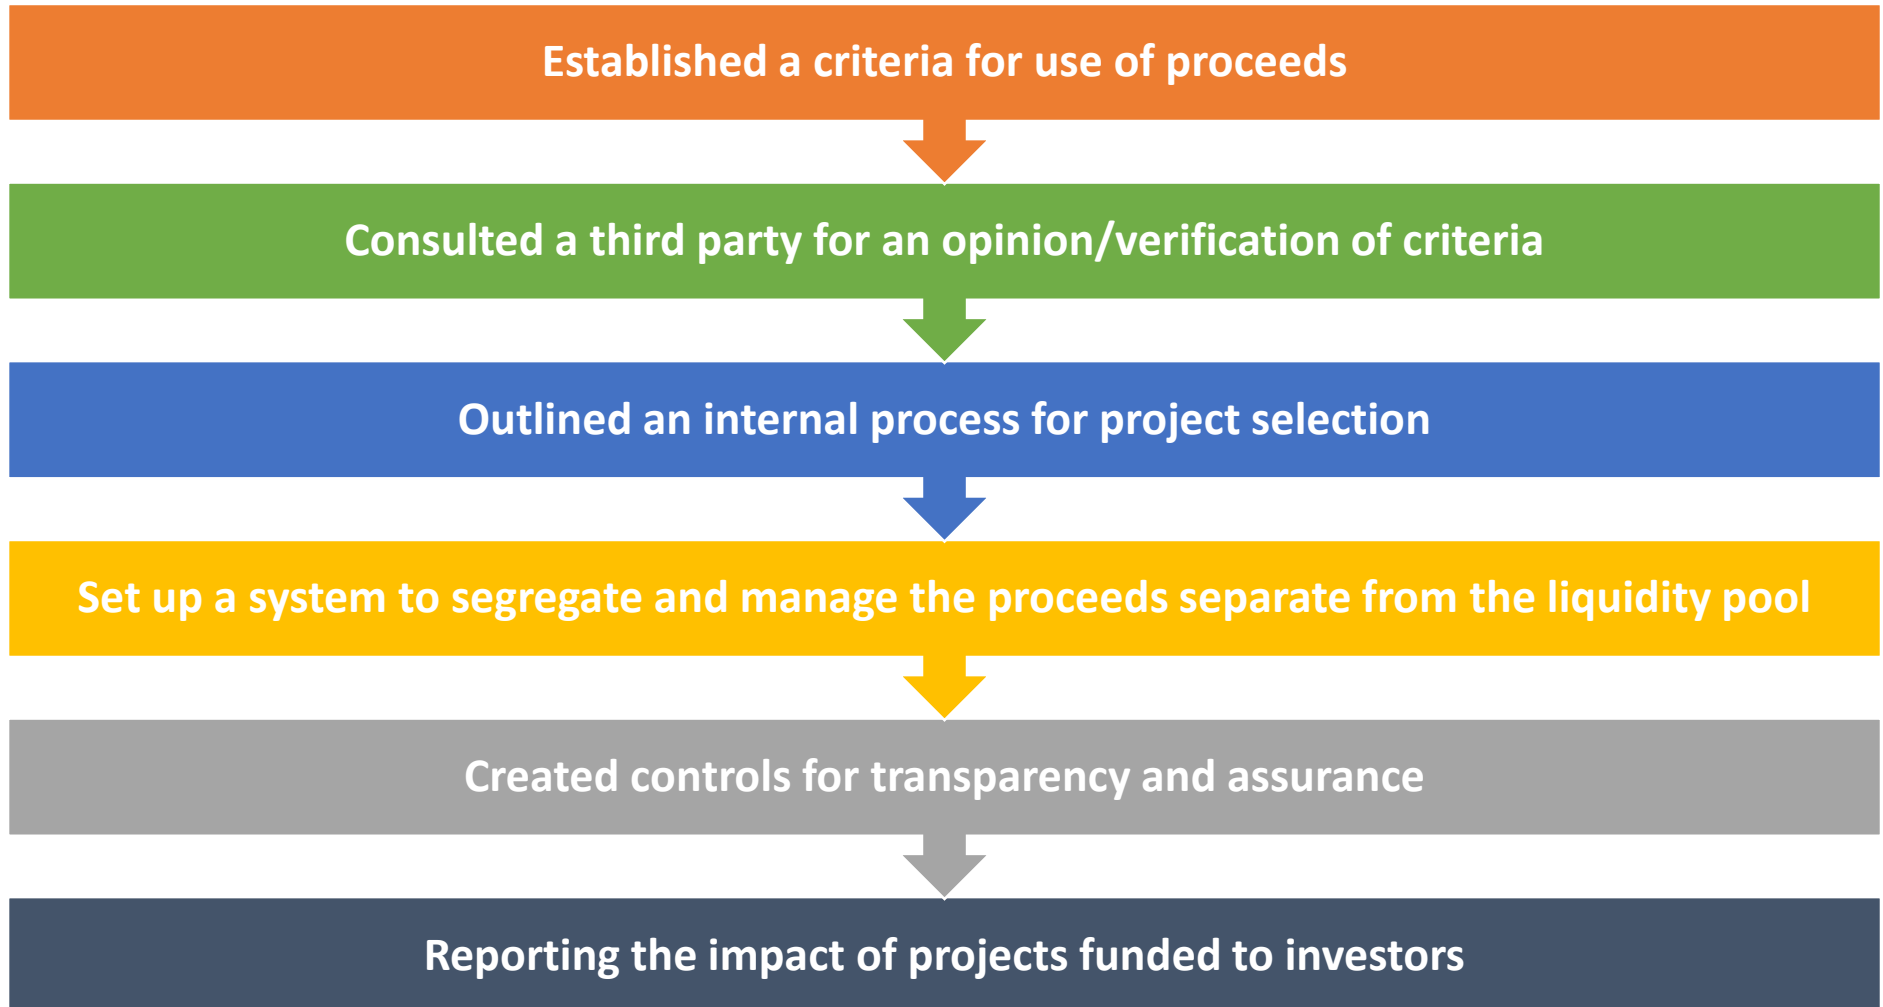 Established a criteria for use of proceeds
Consulted a third party for an opinion/verification of criteria
Outlined an internal process for project selection
Set up a system to segregate and manage the proceeds separate from the liquidity pool
Created controls for transparency and assurance
Reporting the impact of projects funded to investors